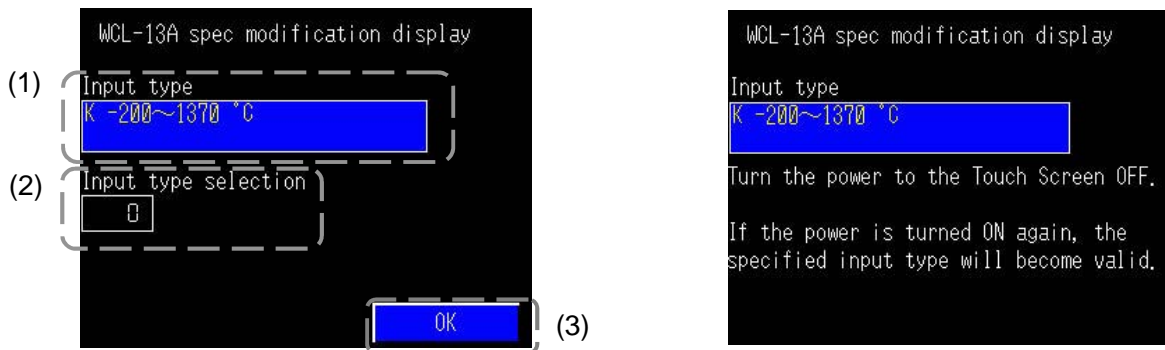 WCL-13A spec modification display
(1)
Input type
K -200～1370 °C
(2)
Input type selection
0
OK
(3)
WCL-13A spec modification display
Input type
K -200～1370 °C
Turn the power to the Touch Screen OFF.
If the power is turned ON again, the
specified input type will become valid.